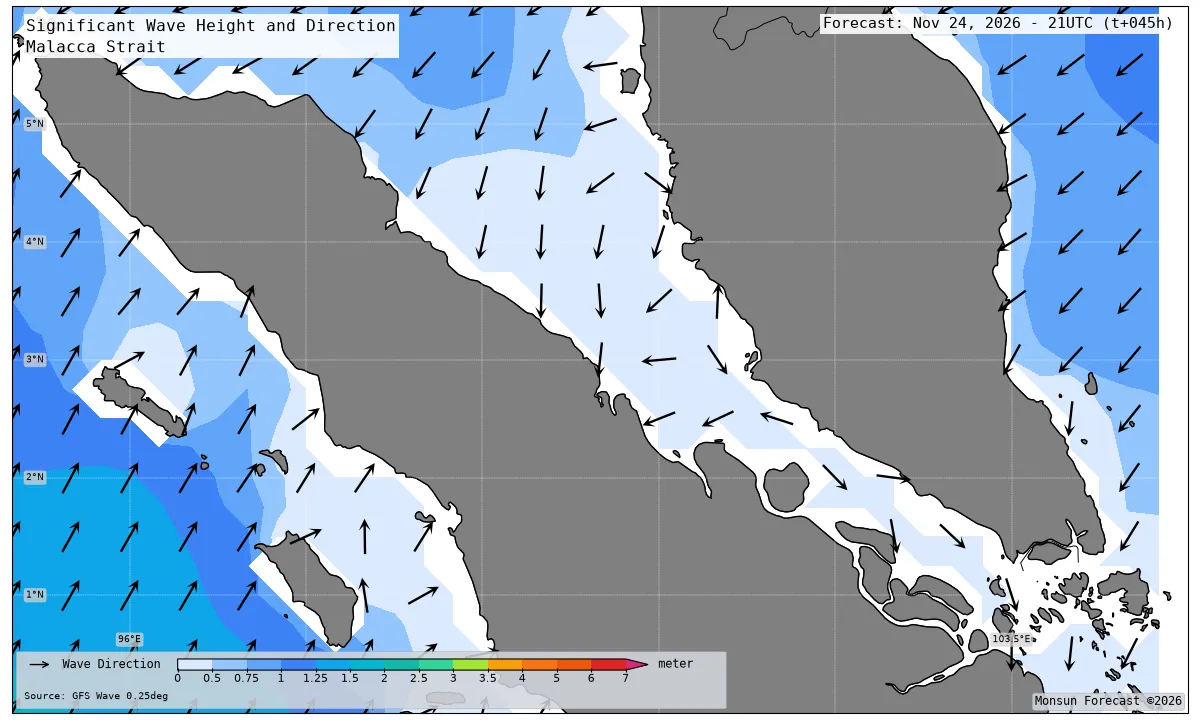 Significant Wave Height and Direction
Malacca Strait
Forecast: Nov 24, 2026 - 21UTC (t+045h)
5°N
4°N
3°N
2°N
1°N
96°E
103.5°E
Wave Direction
meter
0 0.5 0.75 1 1.25 1.5 2 2.5 3 3.5 4 5 6 7
Source: GFS Wave 0.25deg
Monsun Forecast ©2026